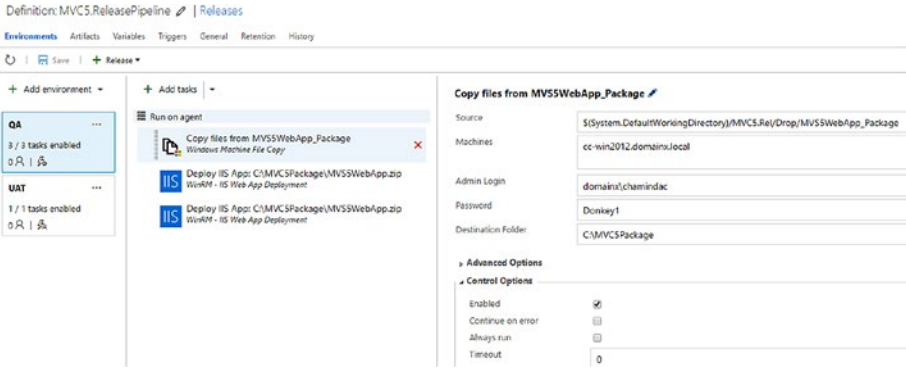 Definition: MVC5.ReleasePipeline | Releases
Environments Artifacts Variables Triggers General Retention History
Save | + Release
+ Add environment
QA ...
3 / 3 tasks enabled
0 |
UAT ...
1 / 1 tasks enabled
0 |
+ Add tasks
Run on agent
Copy files from MVS5WebApp_Package
Windows Machine File Copy
Deploy IIS App: C:\MVC5Package\MVS5WebApp.zip
WinRM - IIS Web App Deployment
Deploy IIS App: C:\MVC5Package\MVS5WebApp.zip
WinRM - IIS Web App Deployment
Copy files from MVS5WebApp_Package
Source $(System.DefaultWorkingDirectory)/MVC5.Rel/Drop/MVS5WebApp_Package
Machines cc-win2012.domainx.local
Admin Login domainx\chamindac
Password Donkey1
Destination Folder C:\MVC5Package
Advanced Options
Control Options
Enabled
Continue on error
Always run
Timeout 0